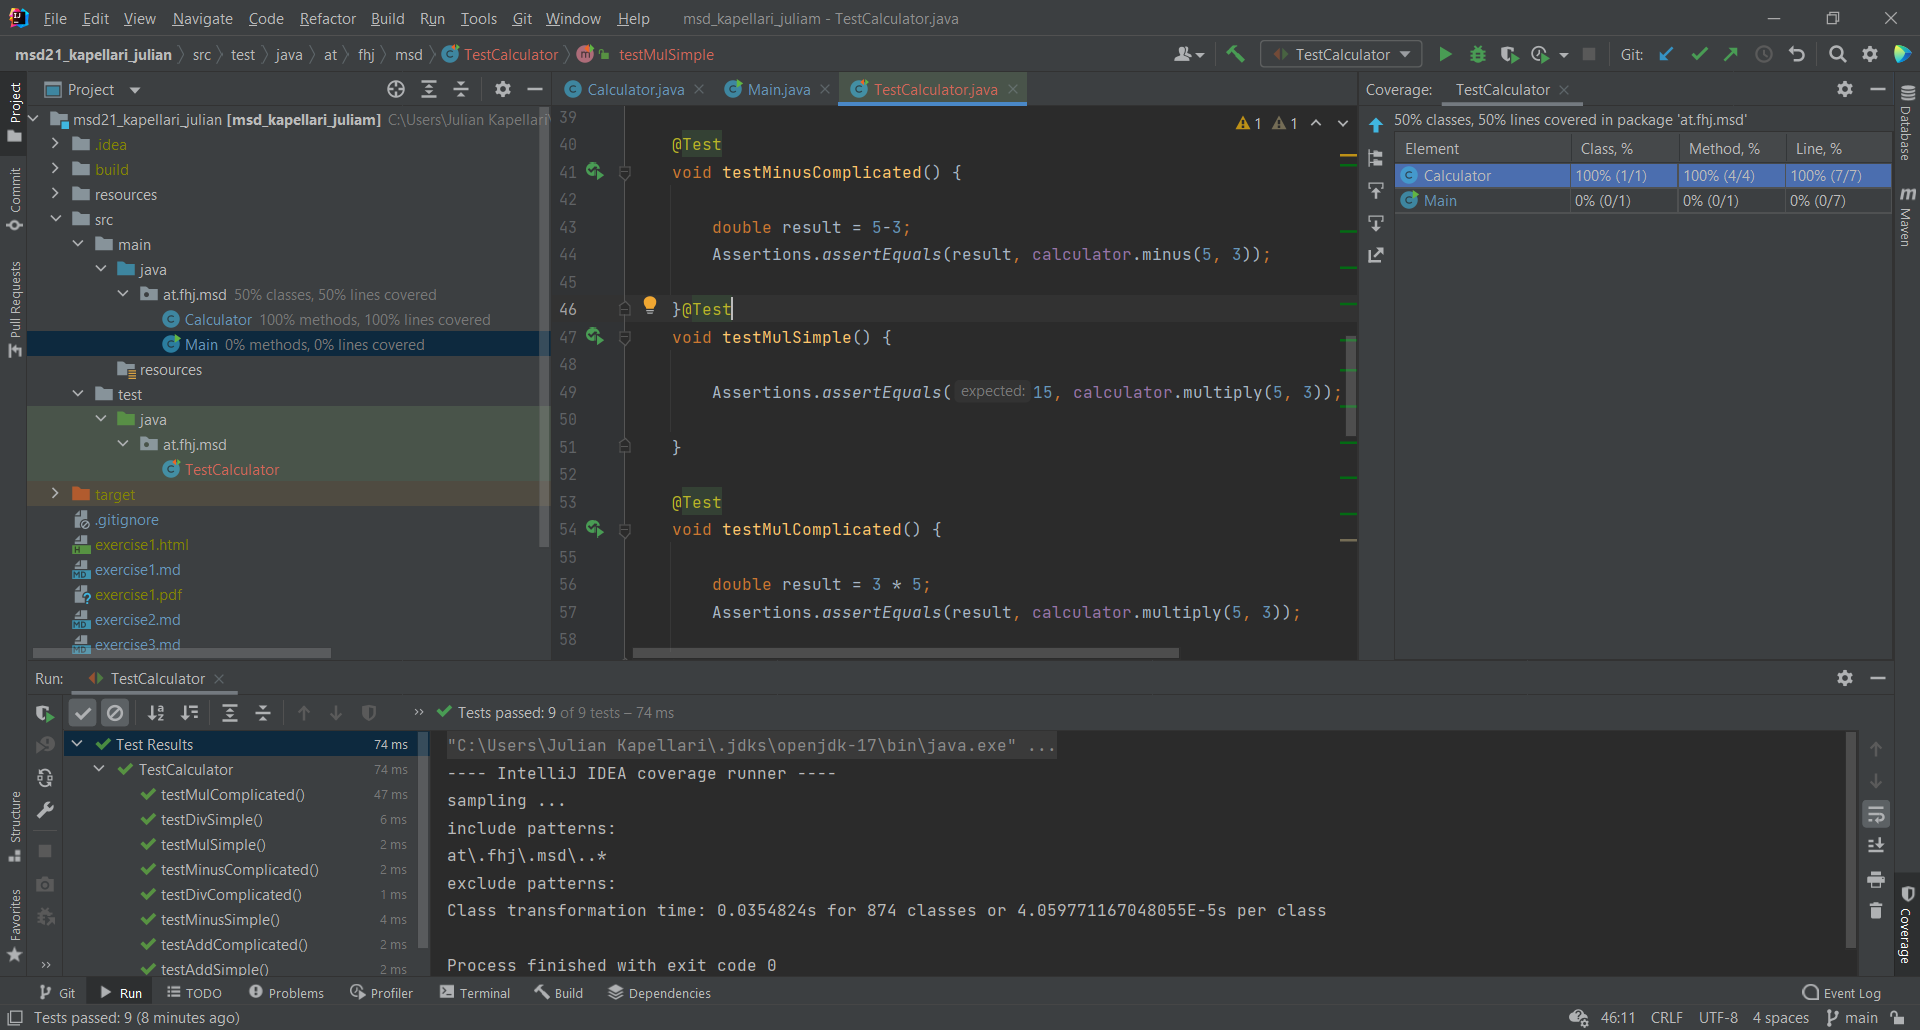 File Edit View Navigate Code Refactor Build Run Tools Git Window Help msd_kapellari_juliam - TestCalculator.java
msd21_kapellari_julian src test java at fhj msd TestCalculator testMulSimple TestCalculator Git:
Project
Calculator.java Main.java TestCalculator.java
Coverage: TestCalculator
Project
Commit
Pull Requests
Structure
Favorites
msd21_kapellari_julian [msd_kapellari_juliam] C:\Users\Julian Kapellari\
.idea
build
resources
src
main
java
at.fhj.msd 50% classes, 50% lines covered
Calculator 100% methods, 100% lines covered
Main 0% methods, 0% lines covered
resources
test
java
at.fhj.msd
TestCalculator
target
.gitignore
exercise1.html
exercise1.md
exercise1.pdf
exercise2.md
exercise3.md
1 1
39
40 @Test
41 void testMinusComplicated() {
42
43 double result = 5-3;
44 Assertions.assertEquals(result, calculator.minus(5, 3));
45
46 }@Test
47 void testMulSimple() {
48
49 Assertions.assertEquals( expected: 15, calculator.multiply(5, 3));
50
51 }
52
53 @Test
54 void testMulComplicated() {
55
56 double result = 3 * 5;
57 Assertions.assertEquals(result, calculator.multiply(5, 3));
58
50% classes, 50% lines covered in package 'at.fhj.msd'
Element Class, % Method, % Line, %
Calculator 100% (1/1) 100% (4/4) 100% (7/7)
Main 0% (0/1) 0% (0/1) 0% (0/7)
Database
Maven
Coverage
Run: TestCalculator
Tests passed: 9 of 9 tests – 74 ms
Test Results 74 ms
TestCalculator 74 ms
testMulComplicated() 47 ms
testDivSimple() 6 ms
testMulSimple() 2 ms
testMinusComplicated() 2 ms
testDivComplicated() 1 ms
testMinusSimple() 4 ms
testAddComplicated() 2 ms
testAddSimple() 2 ms
"C:\Users\Julian Kapellari\.jdks\openjdk-17\bin\java.exe" ...
---- IntelliJ IDEA coverage runner ----
sampling ...
include patterns:
at\.fhj\.msd\..*
exclude patterns:
Class transformation time: 0.0354824s for 874 classes or 4.059771167048055E-5s per class
Process finished with exit code 0
Git Run TODO Problems Profiler Terminal Build Dependencies Event Log
Tests passed: 9 (8 minutes ago) 46:11 CRLF UTF-8 4 spaces main